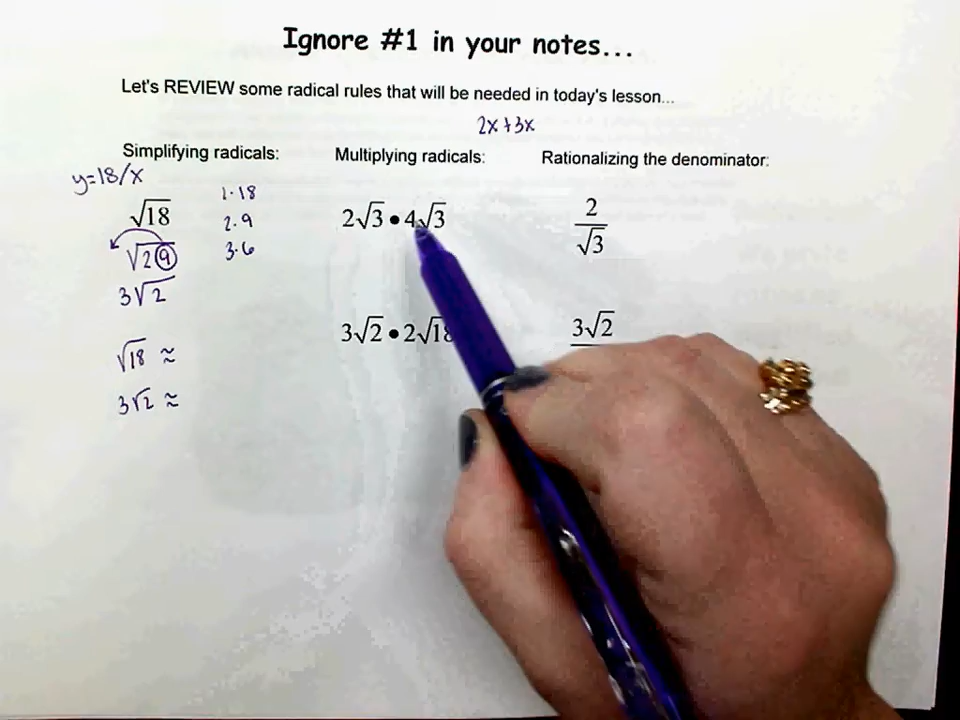 Ignore #1 in your notes...
Let's REVIEW some radical rules that will be needed in today's lesson...
2x+3x
Simplifying radicals:
y=18/x
√18
1·18
2·9
3·6
√2·9
3√2
√18 ≈
3√2 ≈
Multiplying radicals:
2√3 • 4√3
3√2 • 2√18
Rationalizing the denominator:
2
√3
3√2